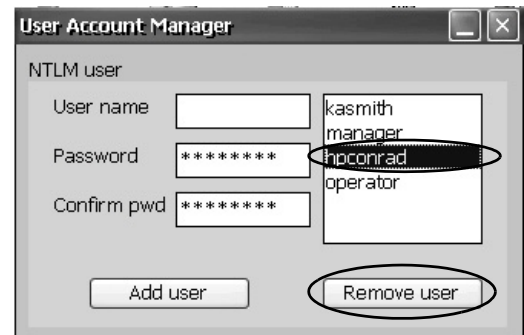 User Account Manager
NTLM user
User name
Password ********
Confirm pwd ********
kasmith
manager
hpconrad
operator
Add user
Remove user